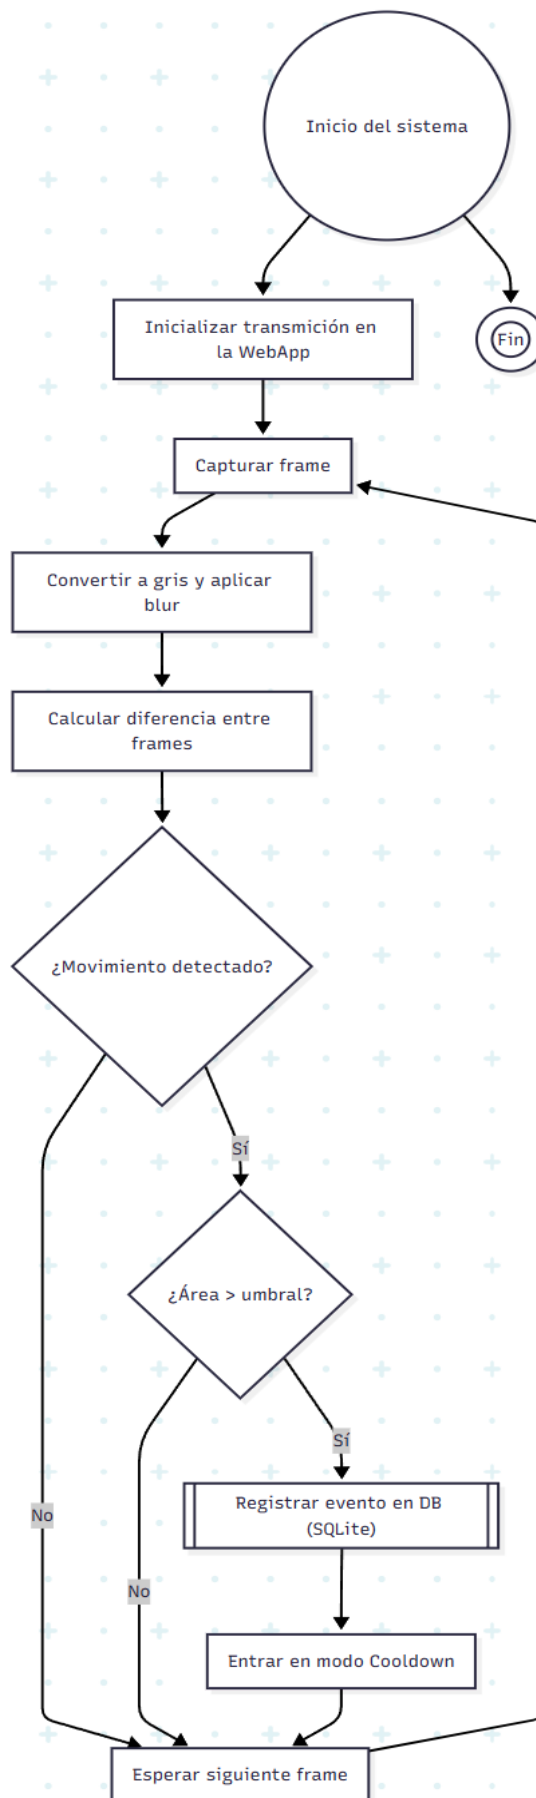 Inicio del sistema
Inicializar transmición en
la WebApp
Fin
Capturar frame
Convertir a gris y aplicar
blur
Calcular diferencia entre
frames
¿Movimiento detectado?
Sí
¿Área > umbral?
Sí
Registrar evento en DB
(SQLite)
No
No
Entrar en modo Cooldown
Esperar siguiente frame